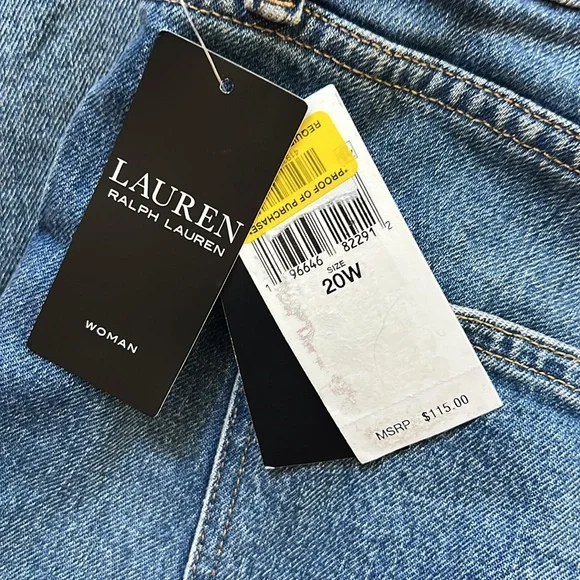 LAUREN
RALPH LAUREN
WOMAN
*PROOF OF PURCHASE
1 96646 82291 2
SIZE
20W
MSRP $115.00